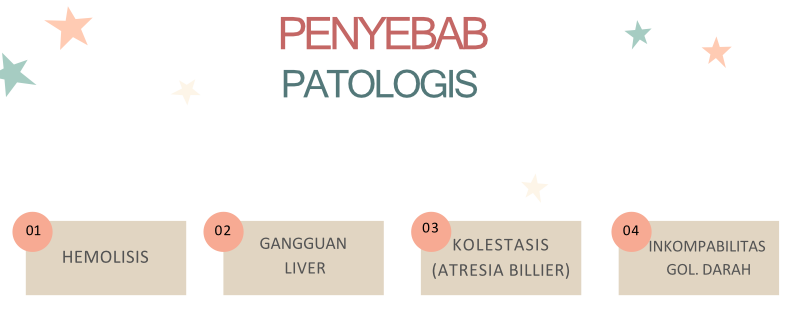 PENYEBAB
PATOLOGIS
01
HEMOLISIS
02
GANGGUAN
LIVER
03
KOLESTASIS
(ATRESIA BILLIER)
04
INKOMPABILITAS
GOL. DARAH